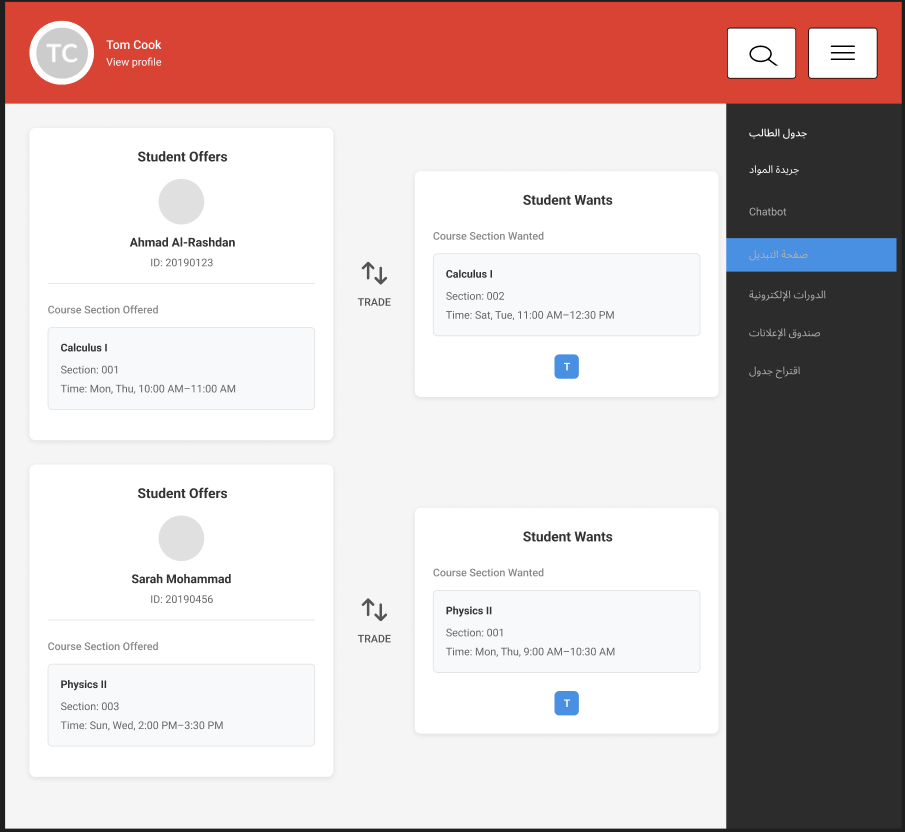 TC
Tom Cook
View profile
Student Offers
Ahmad Al-Rashdan
ID: 20190123
Course Section Offered
Calculus I
Section: 001
Time: Mon, Thu, 10:00 AM–11:00 AM
TRADE
Student Wants
Course Section Wanted
Calculus I
Section: 002
Time: Sat, Tue, 11:00 AM–12:30 PM
T
Student Offers
Sarah Mohammad
ID: 20190456
Course Section Offered
Physics II
Section: 003
Time: Sun, Wed, 2:00 PM–3:30 PM
TRADE
Student Wants
Course Section Wanted
Physics II
Section: 001
Time: Mon, Thu, 9:00 AM–10:30 AM
T
جدول الطالب
جريدة المواد
Chatbot
صفحة التبديل
الدورات الإلكترونية
صندوق الإعلانات
اقتراح جدول